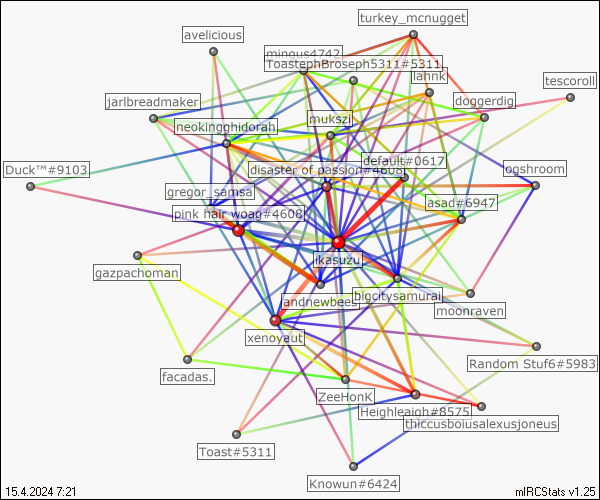 turkey_mcnugget
avelicious
mingus4742
ToastephBroseph5311#5311
lahnk
tescoroll
jarlbreadmaker
doggerdig
mukszi
neokingghidorah
default#0617
Duck™#9103
disaster of passion#4606
ogshroom
gregor_samsa
asad#6947
pink hair woag#4606
ikasuzu
gazpachoman
andnewbees
bigcitysamurai
moonraven
xenoyaut
Random Stuf6#5983
facadas.
ZeeHonK
Heighleaigh#8575
thiccusboiusalexusjoneus
Toast#5311
Knowun#6424
15.4.2024 7:21
mIRCStats v1.25